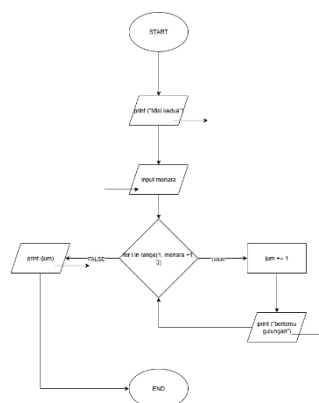 START
print ("Misi kedua")
input menara
for i in range(1, menara +1,
3)
FALSE
TRUE
print (jum)
jum += 1
print ("bertemu
gulungan")
END